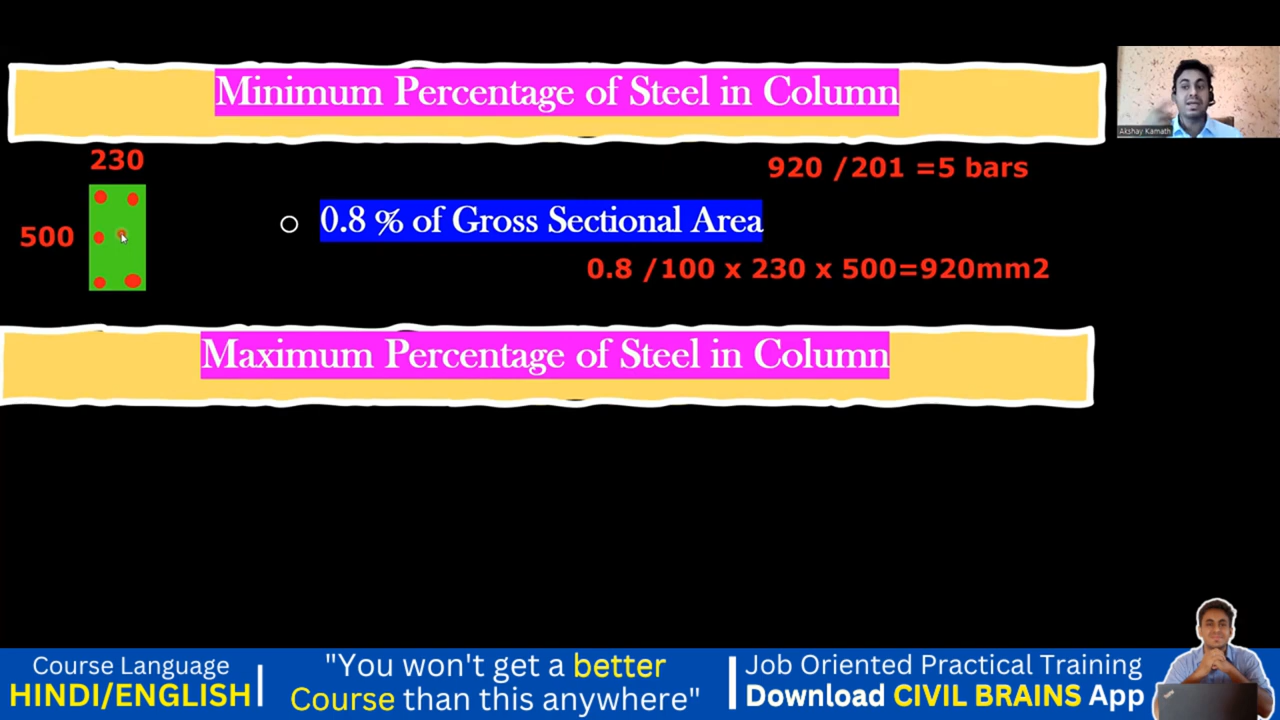 Minimum Percentage of Steel in Column
Akshay Kamath
230
920 /201 =5 bars
500
0.8 % of Gross Sectional Area
0.8 /100 x 230 x 500=920mm2
Maximum Percentage of Steel in Column
Course Language
HINDI/ENGLISH
"You won't get a better
Course than this anywhere"
Job Oriented Practical Training
Download CIVIL BRAINS App